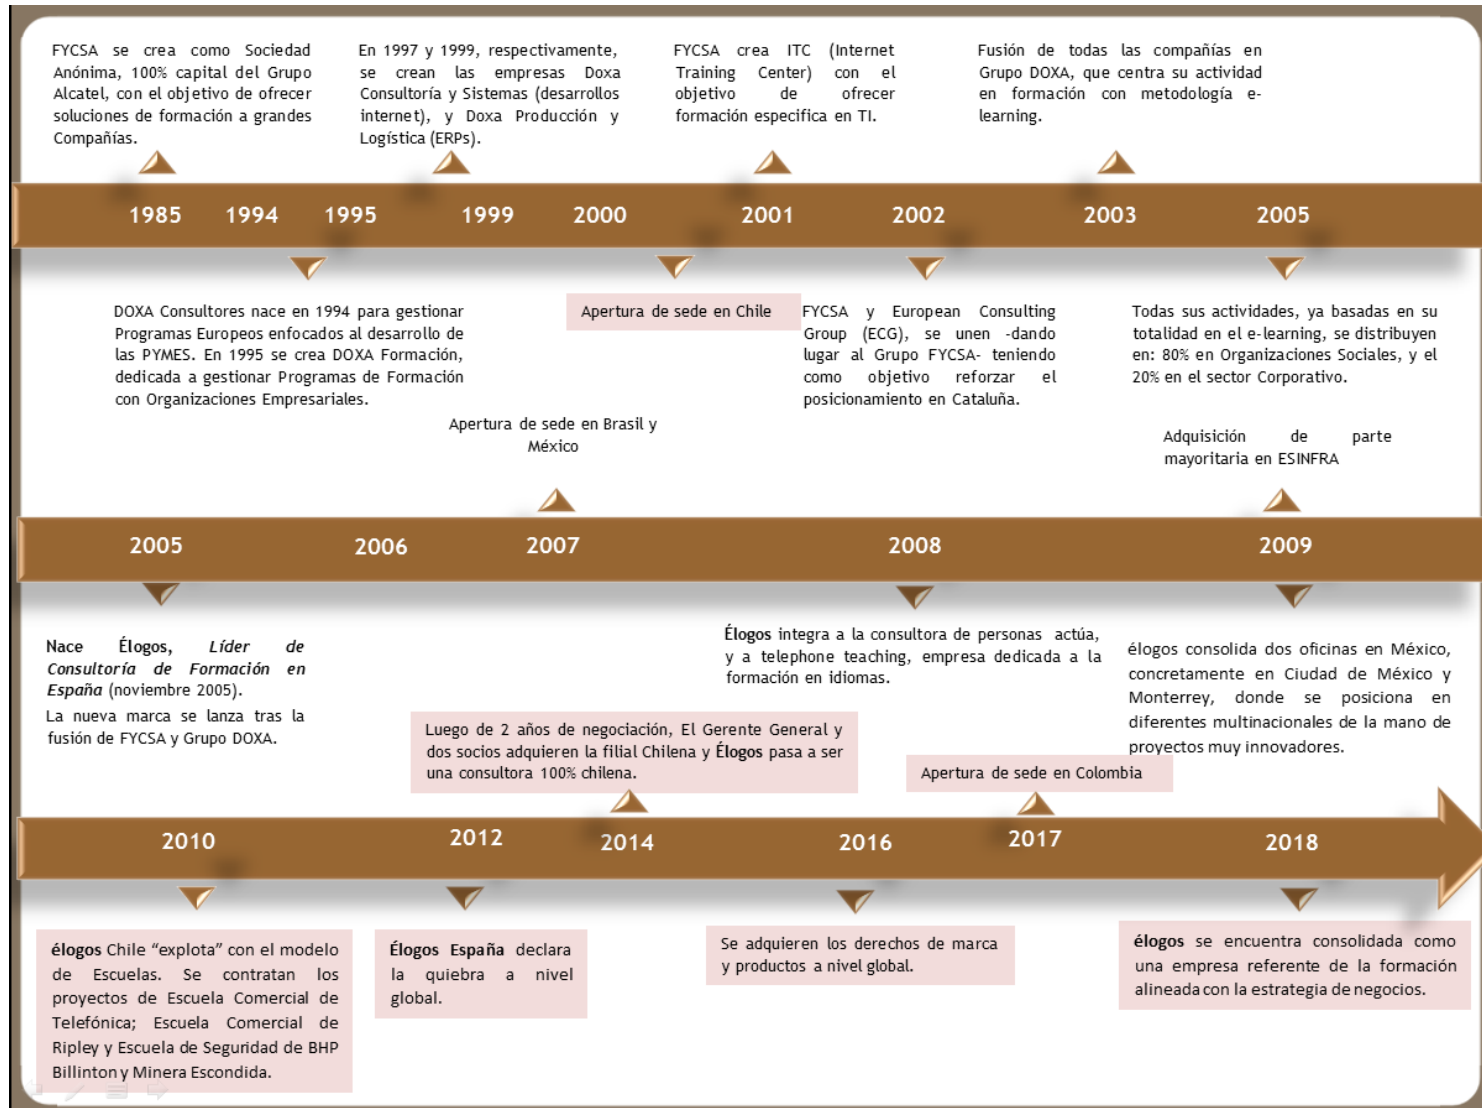 FYCSA se crea como Sociedad
Anónima, 100% capital del Grupo
Alcatel, con el objetivo de ofrecer
soluciones de formación a grandes
Compañías.
En 1997 y 1999, respectivamente,
se crean las empresas Doxa
Consultoría y Sistemas (desarrollos
internet), y Doxa Producción y
Logística (ERPs).
FYCSA crea ITC (Internet
Training Center) con el
objetivo de ofrecer
formación especifica en TI.
Fusión de todas las compañías en
Grupo DOXA, que centra su actividad
en formación con metodología e-
learning.
1985 1994 1995 1999 2000 2001 2002 2003 2005
DOXA Consultores nace en 1994 para gestionar
Programas Europeos enfocados al desarrollo de
las PYMES. En 1995 se crea DOXA Formación,
dedicada a gestionar Programas de Formación
con Organizaciones Empresariales.
Apertura de sede en Chile
FYCSA y European Consulting
Group (ECG), se unen -dando
lugar al Grupo FYCSA- teniendo
como objetivo reforzar el
posicionamiento en Cataluña.
Todas sus actividades, ya basadas en su
totalidad en el e-learning, se distribuyen
en: 80% en Organizaciones Sociales, y el
20% en el sector Corporativo.
Apertura de sede en Brasil y
México
Adquisición de parte
mayoritaria en ESINFRA
2005 2006 2007 2008 2009
Nace Élogos, Líder de
Consultoría de Formación en
España (noviembre 2005).
La nueva marca se lanza tras la
fusión de FYCSA y Grupo DOXA.
Élogos integra a la consultora de personas actúa,
y a telephone teaching, empresa dedicada a la
formación en idiomas.
élogos consolida dos oficinas en México,
concretamente en Ciudad de México y
Monterrey, donde se posiciona en
diferentes multinacionales de la mano de
proyectos muy innovadores.
Luego de 2 años de negociación, El Gerente General y
dos socios adquieren la filial Chilena y Élogos pasa a ser
una consultora 100% chilena.
Apertura de sede en Colombia
2010 2012 2014 2016 2017 2018
élogos Chile “explota” con el modelo
de Escuelas. Se contratan los
proyectos de Escuela Comercial de
Telefónica; Escuela Comercial de
Ripley y Escuela de Seguridad de BHP
Billinton y Minera Escondida.
Élogos España declara
la quiebra a nivel
global.
Se adquieren los derechos de marca
y productos a nivel global.
élogos se encuentra consolidada como
una empresa referente de la formación
alineada con la estrategia de negocios.